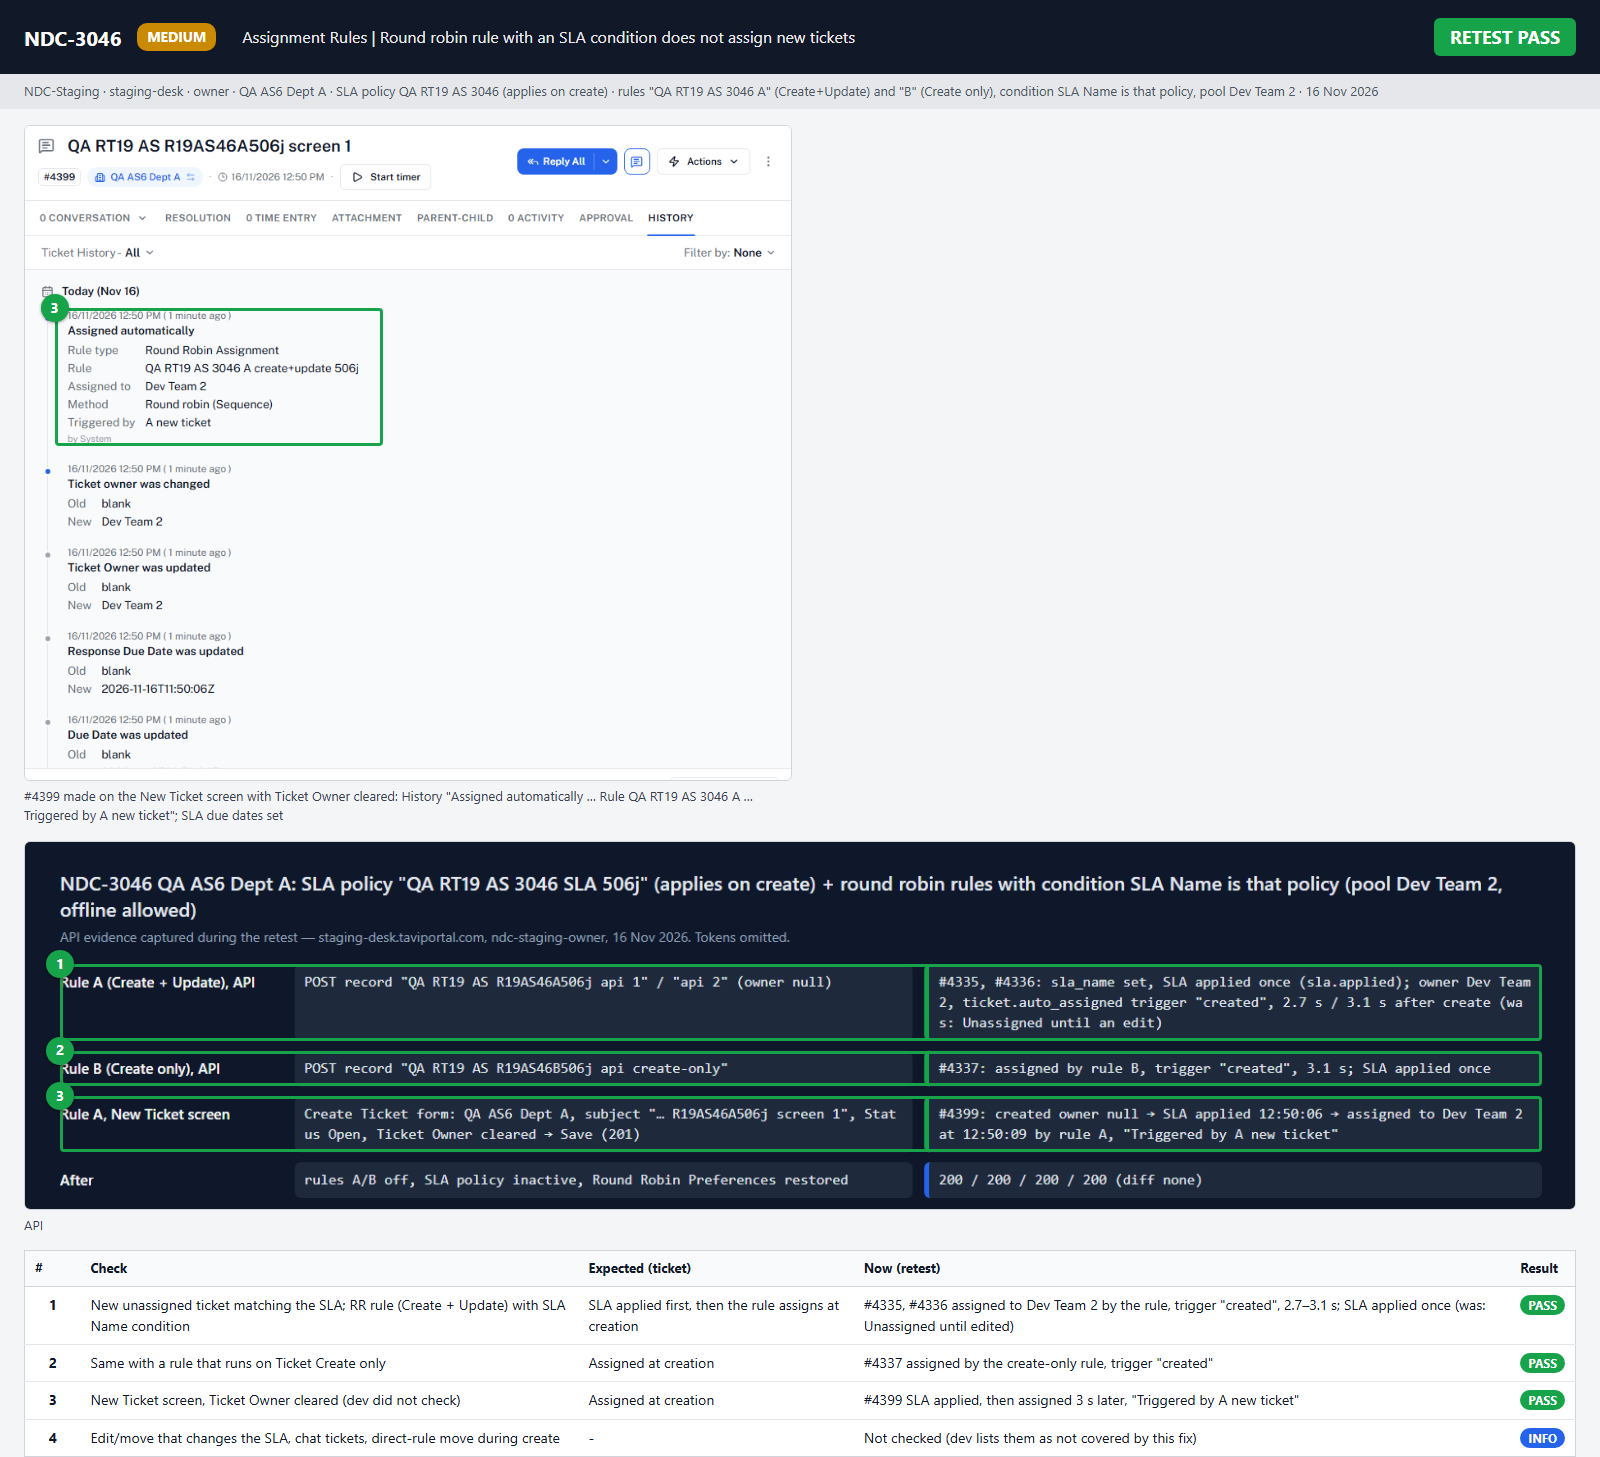 NDC-3046 MEDIUM Assignment Rules | Round robin rule with an SLA condition does not assign new tickets RETEST PASS
NDC-Staging · staging-desk · owner · QA AS6 Dept A · SLA policy QA RT19 AS 3046 (applies on create) · rules "QA RT19 AS 3046 A" (Create+Update) and "B" (Create only), condition SLA Name is that policy, pool Dev Team 2 · 16 Nov 2026
QA RT19 AS R19AS46A506j screen 1
#4399 QA AS6 Dept A · 16/11/2026 12:50 PM · Start timer
Reply All Actions
0 CONVERSATION RESOLUTION 0 TIME ENTRY ATTACHMENT PARENT-CHILD 0 ACTIVITY APPROVAL HISTORY
Ticket History - All Filter by: None
Today (Nov 16)
3
16/11/2026 12:50 PM ( 1 minute ago )
Assigned automatically
Rule type Round Robin Assignment
Rule QA RT19 AS 3046 A create+update 506j
Assigned to Dev Team 2
Method Round robin (Sequence)
Triggered by A new ticket
by System
16/11/2026 12:50 PM ( 1 minute ago )
Ticket owner was changed
Old blank
New Dev Team 2
16/11/2026 12:50 PM ( 1 minute ago )
Ticket Owner was updated
Old blank
New Dev Team 2
16/11/2026 12:50 PM ( 1 minute ago )
Response Due Date was updated
Old blank
New 2026-11-16T11:50:06Z
16/11/2026 12:50 PM ( 1 minute ago )
Due Date was updated
Old blank
#4399 made on the New Ticket screen with Ticket Owner cleared: History "Assigned automatically ... Rule QA RT19 AS 3046 A ...
Triggered by A new ticket"; SLA due dates set
NDC-3046 QA AS6 Dept A: SLA policy "QA RT19 AS 3046 SLA 506j" (applies on create) + round robin rules with condition SLA Name is that policy (pool Dev Team 2,
offline allowed)
API evidence captured during the retest — staging-desk.taviportal.com, ndc-staging-owner, 16 Nov 2026. Tokens omitted.
1
Rule A (Create + Update), API POST record "QA RT19 AS R19AS46A506j api 1" / "api 2" (owner null) #4335, #4336: sla_name set, SLA applied once (sla.applied); owner Dev Team
2, ticket.auto_assigned trigger "created", 2.7 s / 3.1 s after create (wa
s: Unassigned until an edit)
2
Rule B (Create only), API POST record "QA RT19 AS R19AS46B506j api create-only" #4337: assigned by rule B, trigger "created", 3.1 s; SLA applied once
3
Rule A, New Ticket screen Create Ticket form: QA AS6 Dept A, subject "… R19AS46A506j screen 1", Stat #4399: created owner null → SLA applied 12:50:06 → assigned to Dev Team 2
us Open, Ticket Owner cleared → Save (201) at 12:50:09 by rule A, "Triggered by A new ticket"
After rules A/B off, SLA policy inactive, Round Robin Preferences restored 200 / 200 / 200 / 200 (diff none)
API
# Check Expected (ticket) Now (retest) Result
1 New unassigned ticket matching the SLA; RR rule (Create + Update) with SLA SLA applied first, then the rule assigns at #4335, #4336 assigned to Dev Team 2 by the rule, trigger "created", 2.7–3.1 s; SLA applied once (was: PASS
Name condition creation Unassigned until edited)
2 Same with a rule that runs on Ticket Create only Assigned at creation #4337 assigned by the create-only rule, trigger "created" PASS
3 New Ticket screen, Ticket Owner cleared (dev did not check) Assigned at creation #4399 SLA applied, then assigned 3 s later, "Triggered by A new ticket" PASS
4 Edit/move that changes the SLA, chat tickets, direct-rule move during create - Not checked (dev lists them as not covered by this fix) INFO